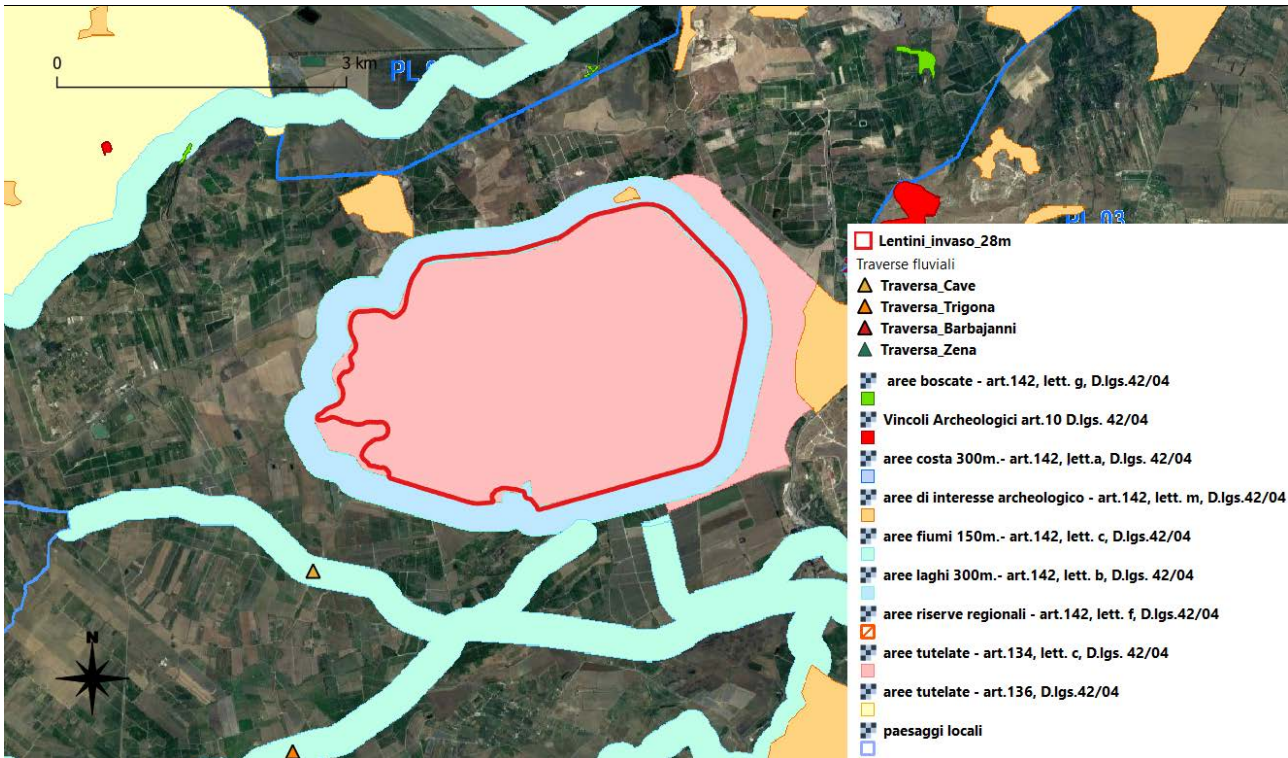 0
3 km
PL 0
PL 03
N
Lentini_invaso_28m
Traverse fluviali
Traversa_Cave
Traversa_Trigona
Traversa_Barbajanni
Traversa_Zena
aree boscate - art.142, lett. g, D.lgs.42/04
Vincoli Archeologici art.10 D.lgs. 42/04
aree costa 300m.- art.142, lett.a, D.lgs. 42/04
aree di interesse archeologico - art.142, lett. m, D.lgs.42/04
aree fiumi 150m.- art.142, lett. c, D.lgs.42/04
aree laghi 300m.- art.142, lett. b, D.lgs. 42/04
aree riserve regionali - art.142, lett. f, D.lgs.42/04
aree tutelate - art.134, lett. c, D.lgs. 42/04
aree tutelate - art.136, D.lgs.42/04
paesaggi locali